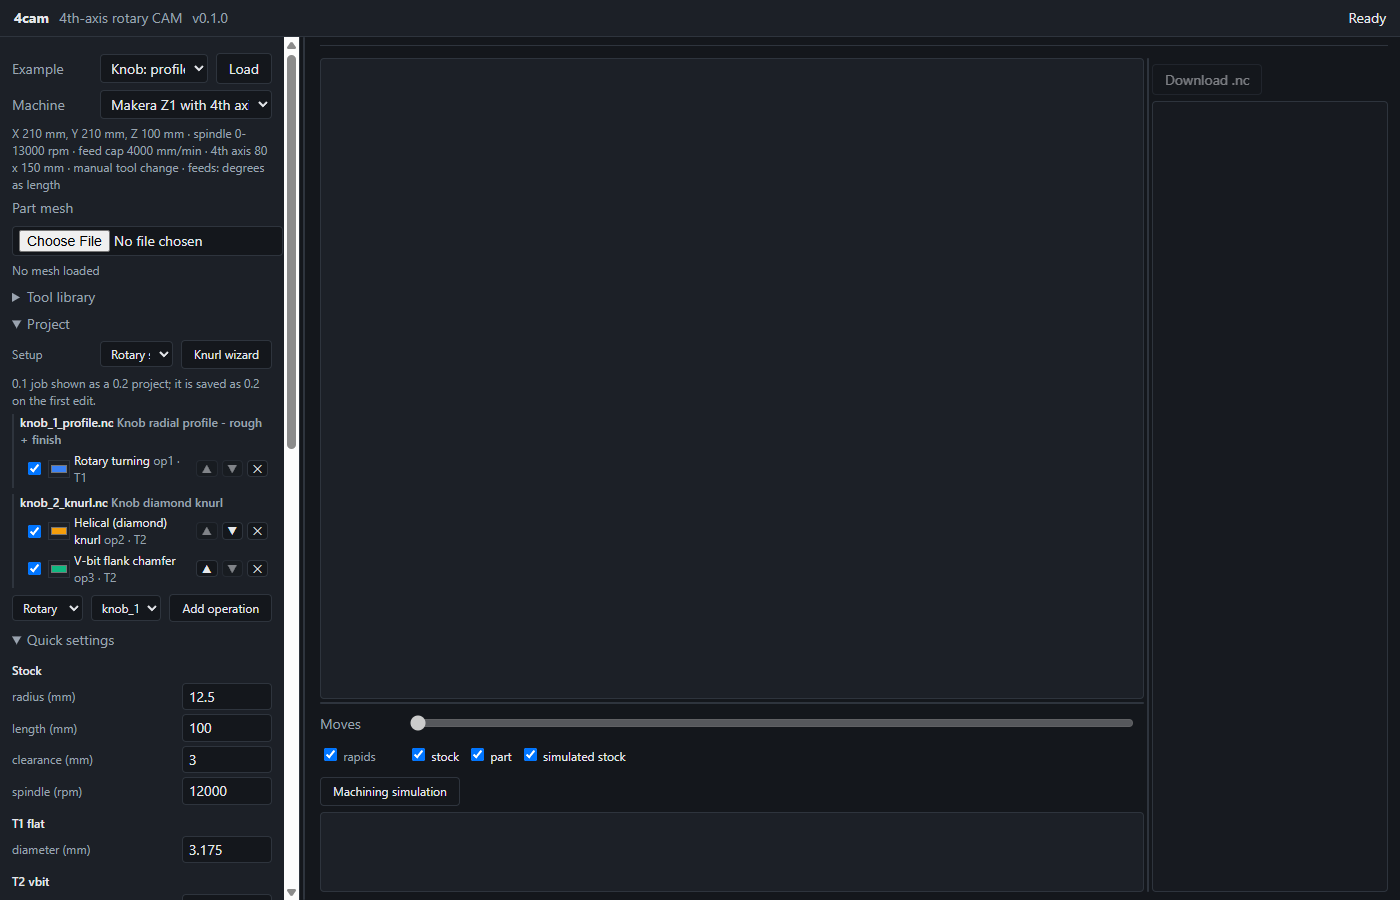 4cam 4th-axis rotary CAM v0.1.0
Ready
Example
Load
Machine
Makera Z1 with 4th ax
X 210 mm, Y 210 mm, Z 100 mm · spindle 0-
13000 rpm · feed cap 4000 mm/min · 4th axis 80
x 150 mm · manual tool change · feeds: degrees
as length
Part mesh
Choose File No file chosen
No mesh loaded
Tool library
Project
Setup
Rotary
Knurl wizard
0.1 job shown as a 0.2 project; it is saved as 0.2
on the first edit.
knob_1_profile.nc Knob radial profile - rough
+ finish
Rotary turning op1 ·
T1
knob_2_knurl.nc Knob diamond knurl
Helical (diamond)
knurl op2 · T2
V-bit flank chamfer
op3 · T2
Rotary
knob_1
Add operation
Quick settings
Stock
radius (mm) 12.5
length (mm) 100
clearance (mm) 3
spindle (rpm) 12000
T1 flat
diameter (mm) 3.175
T2 vbit
Moves
rapids stock part simulated stock
Machining simulation
Download .nc